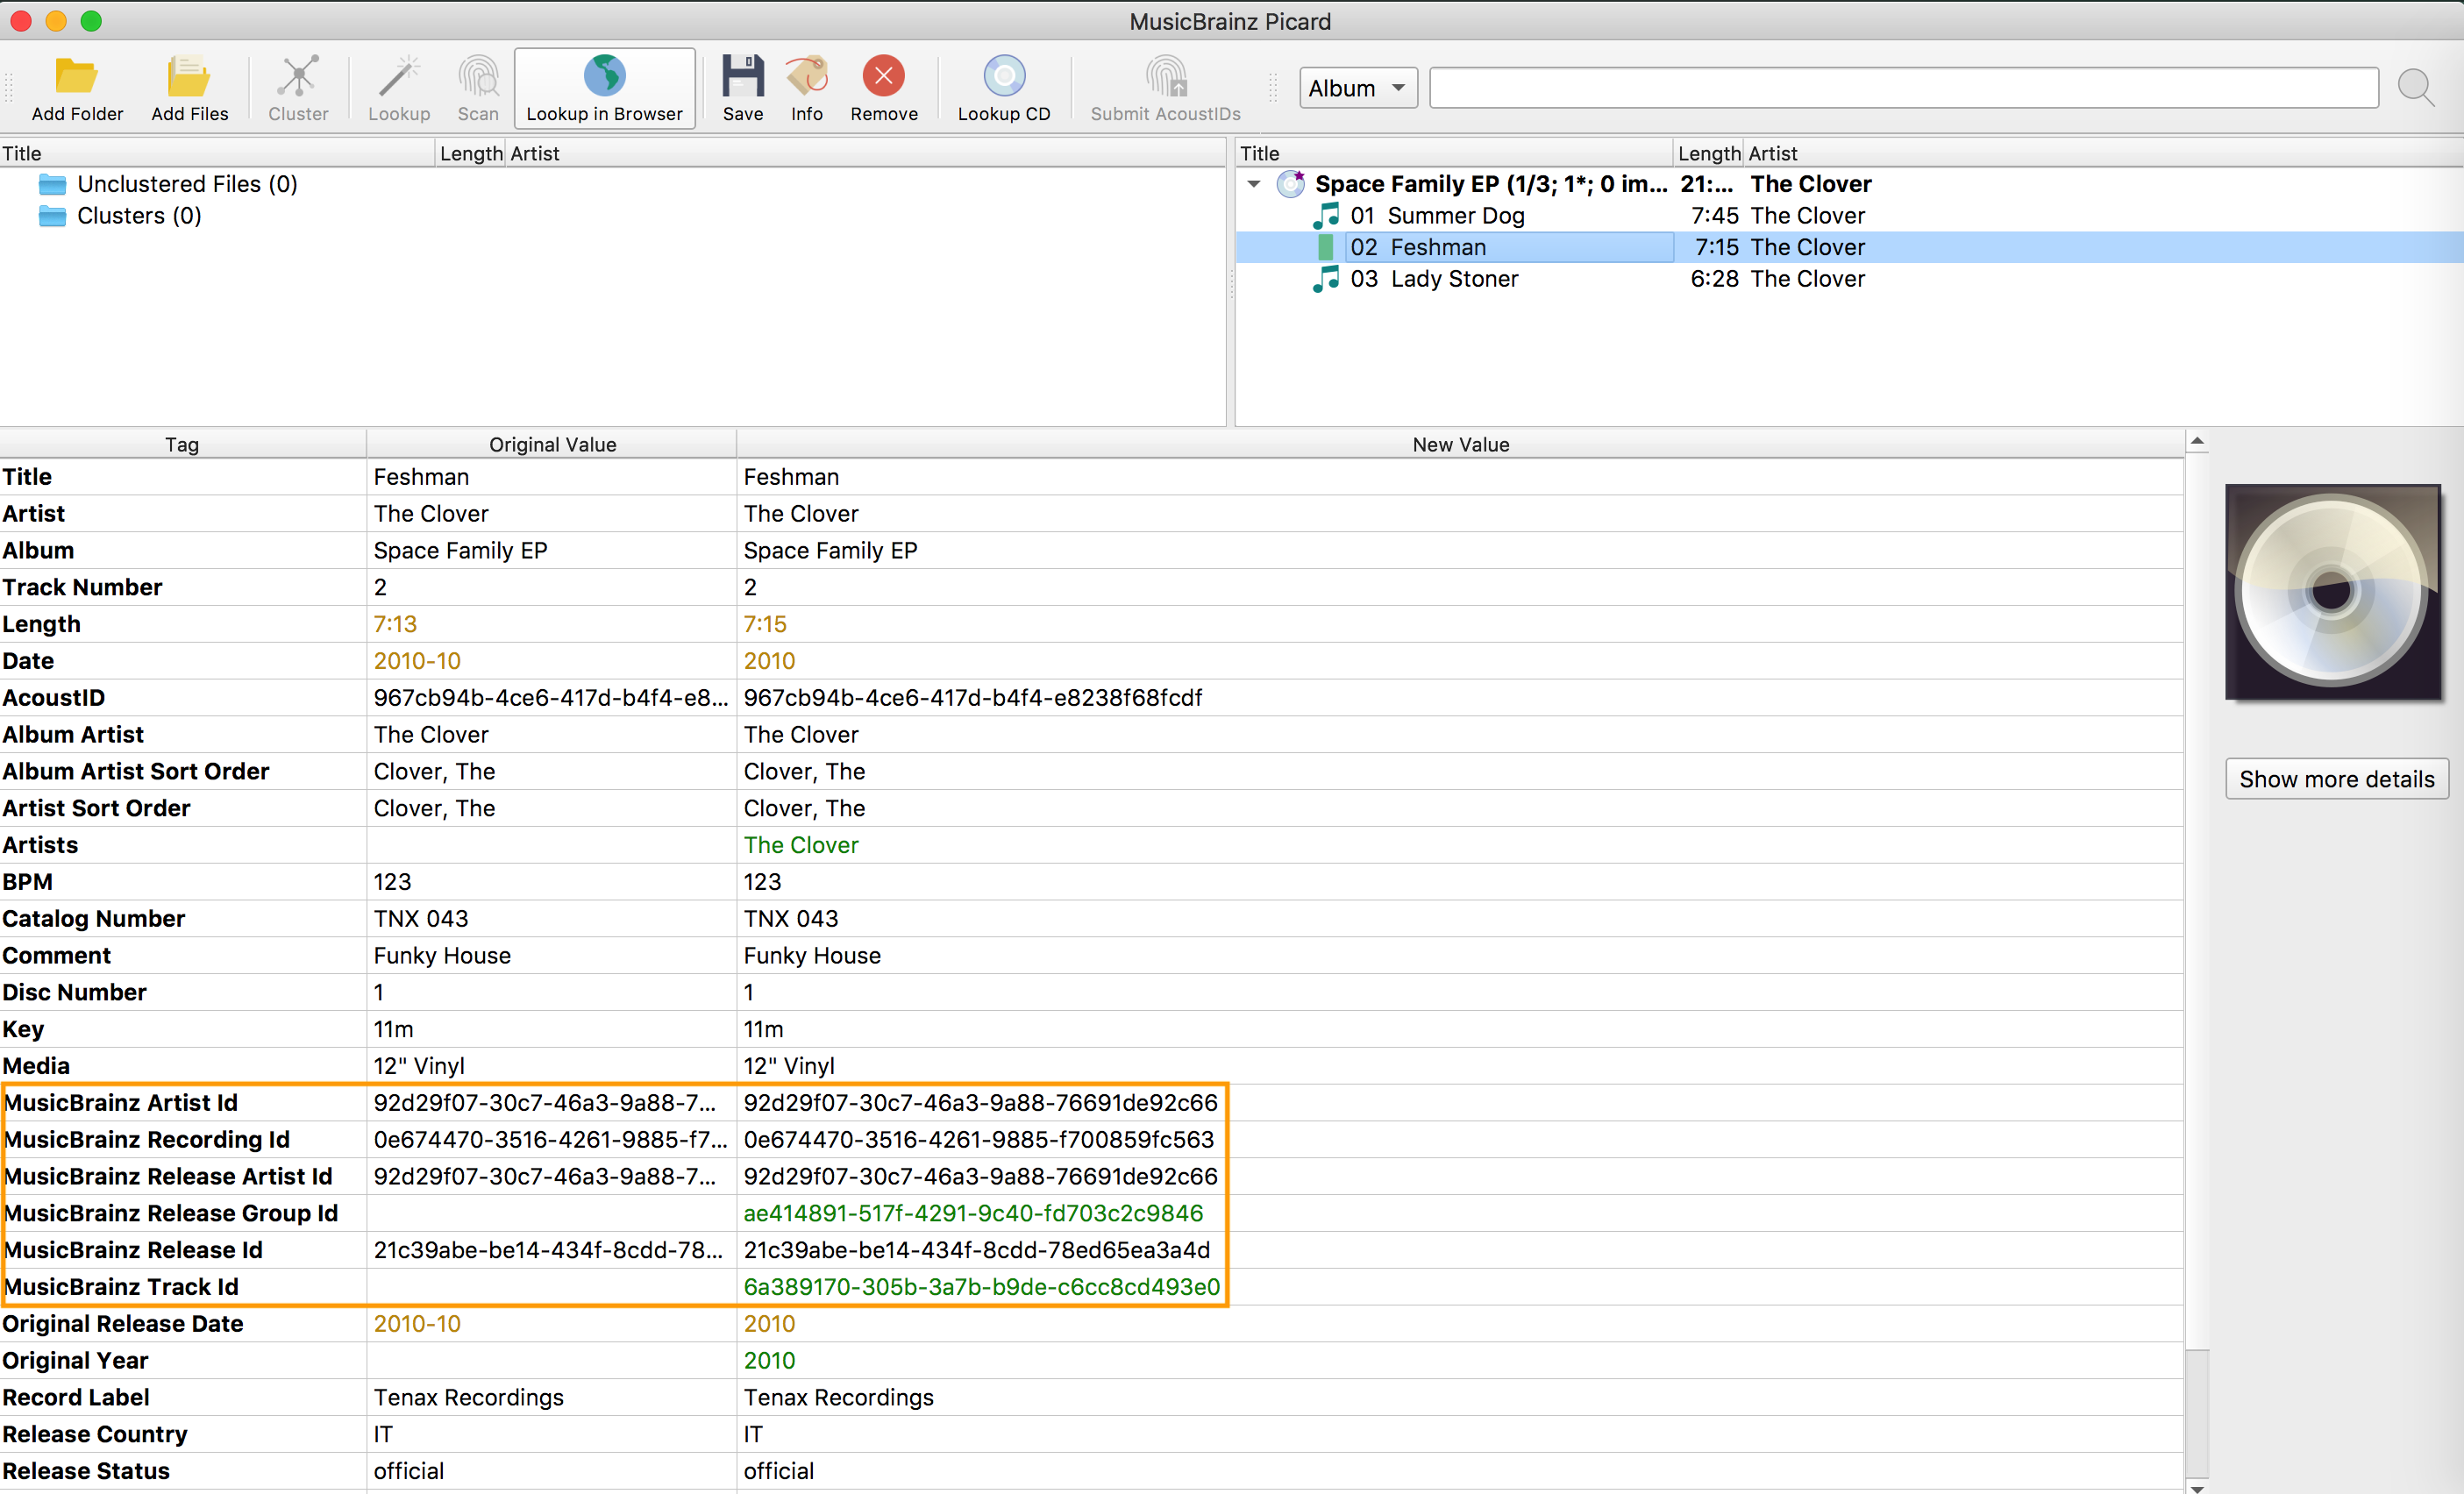 MusicBrainz Picard
Add Folder Add Files Cluster Lookup Scan Lookup in Browser Save Info Remove Lookup CD Submit AcoustIDs Album
Title Length Artist
Unclustered Files (0)
Clusters (0)
Title Length Artist
Space Family EP (1/3; 1*; 0 im... 21:... The Clover
01 Summer Dog 7:45 The Clover
02 Feshman 7:15 The Clover
03 Lady Stoner 6:28 The Clover
Tag Original Value New Value
Title Feshman Feshman
Artist The Clover The Clover
Album Space Family EP Space Family EP
Track Number 2 2
Length 7:13 7:15
Date 2010-10 2010
AcoustID 967cb94b-4ce6-417d-b4f4-e8... 967cb94b-4ce6-417d-b4f4-e8238f68fcdf
Album Artist The Clover The Clover
Album Artist Sort Order Clover, The Clover, The
Artist Sort Order Clover, The Clover, The
Artists The Clover
BPM 123 123
Catalog Number TNX 043 TNX 043
Comment Funky House Funky House
Disc Number 1 1
Key 11m 11m
Media 12" Vinyl 12" Vinyl
MusicBrainz Artist Id 92d29f07-30c7-46a3-9a88-7... 92d29f07-30c7-46a3-9a88-76691de92c66
MusicBrainz Recording Id 0e674470-3516-4261-9885-f7... 0e674470-3516-4261-9885-f700859fc563
MusicBrainz Release Artist Id 92d29f07-30c7-46a3-9a88-7... 92d29f07-30c7-46a3-9a88-76691de92c66
MusicBrainz Release Group Id ae414891-517f-4291-9c40-fd703c2c9846
MusicBrainz Release Id 21c39abe-be14-434f-8cdd-78... 21c39abe-be14-434f-8cdd-78ed65ea3a4d
MusicBrainz Track Id 6a389170-305b-3a7b-b9de-c6cc8cd493e0
Original Release Date 2010-10 2010
Original Year 2010
Record Label Tenax Recordings Tenax Recordings
Release Country IT IT
Release Status official official
Show more details